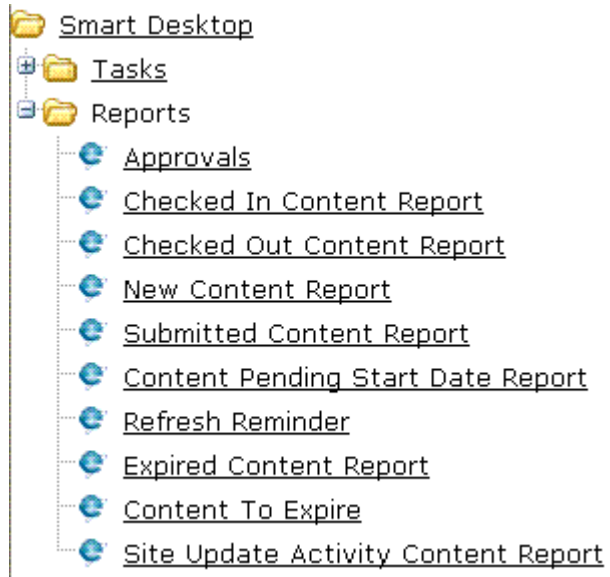 Smart Desktop
Tasks
Reports
Approvals
Checked In Content Report
Checked Out Content Report
New Content Report
Submitted Content Report
Content Pending Start Date Report
Refresh Reminder
Expired Content Report
Content To Expire
Site Update Activity Content Report